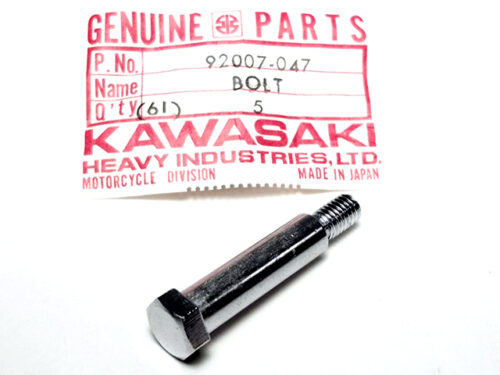 GENUINE PARTS
P. No. 92007-047
Name BOLT
Q'ty (61) 5
KAWASAKI
HEAVY INDUSTRIES, LTD.
MOTORCYCLE DIVISION MADE IN JAPAN